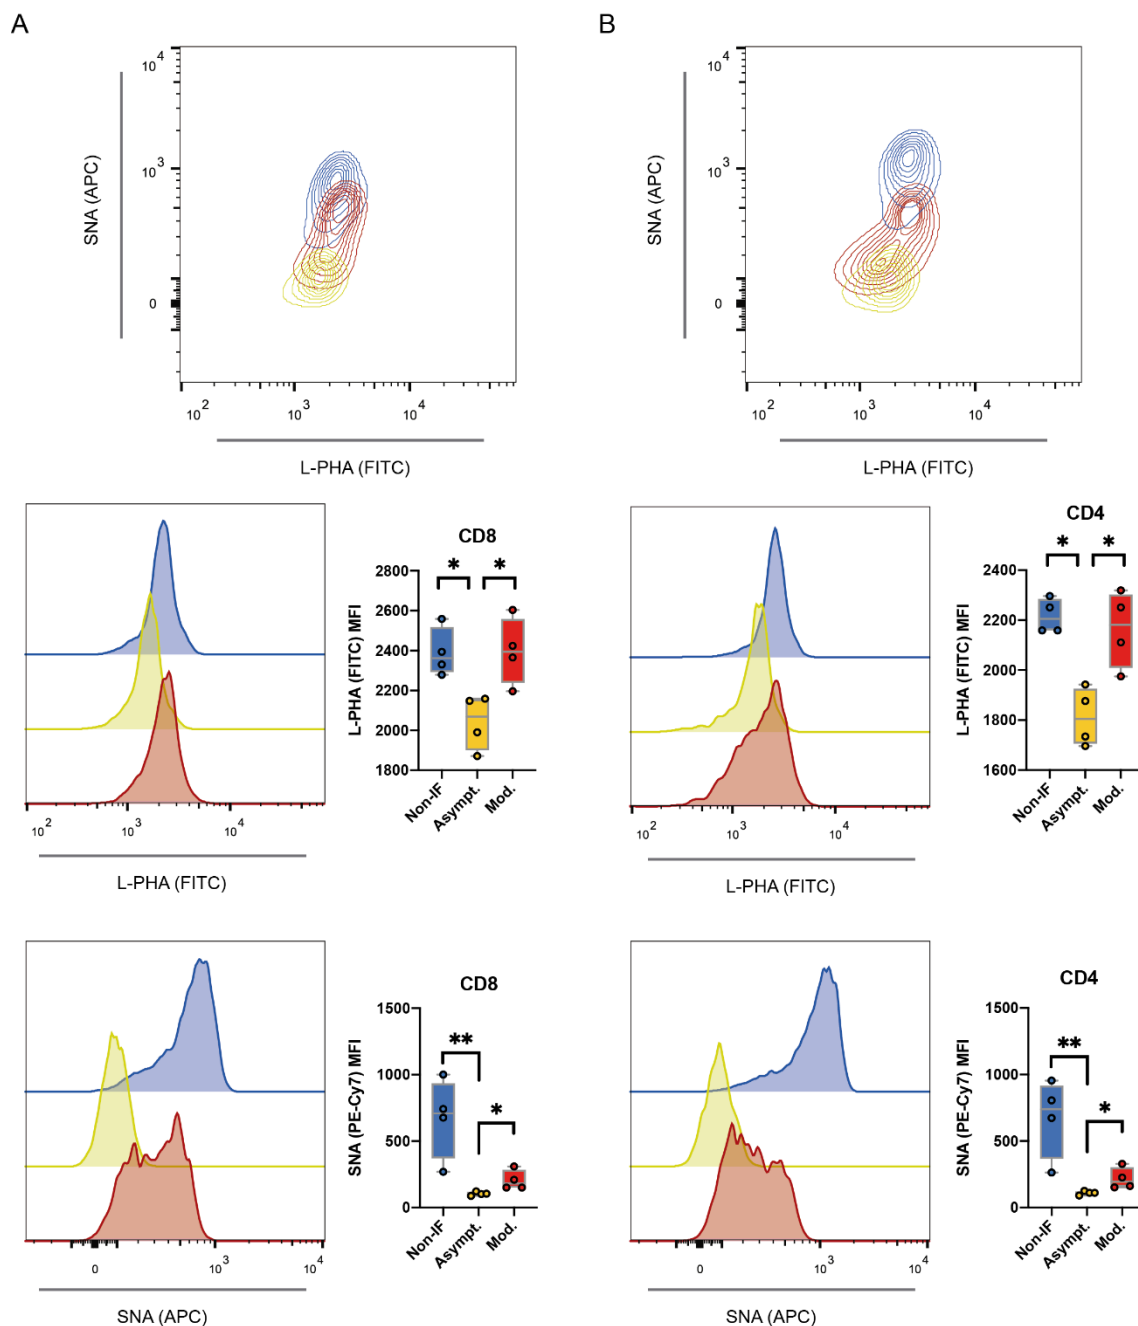 A
B
10^4
10^3
0
SNA (APC)
10^2
10^3
10^4
L-PHA (FITC)
10^4
10^3
0
SNA (APC)
10^2
10^3
10^4
L-PHA (FITC)
10^2
10^3
10^4
L-PHA (FITC)
CD8
*
*
L-PHA (FITC) MFI
2800
2600
2400
2200
2000
1800
Non-IF
Asympt.
Mod.
10^2
10^3
10^4
L-PHA (FITC)
CD4
*
*
L-PHA (FITC) MFI
2400
2200
2000
1800
1600
Non-IF
Asympt.
Mod.
0
10^3
10^4
SNA (APC)
CD8
**
*
SNA (PE-Cy7) MFI
1500
1000
500
0
Non-IF
Asympt.
Mod.
0
10^3
10^4
SNA (APC)
CD4
**
*
SNA (PE-Cy7) MFI
1500
1000
500
0
Non-IF
Asympt.
Mod.